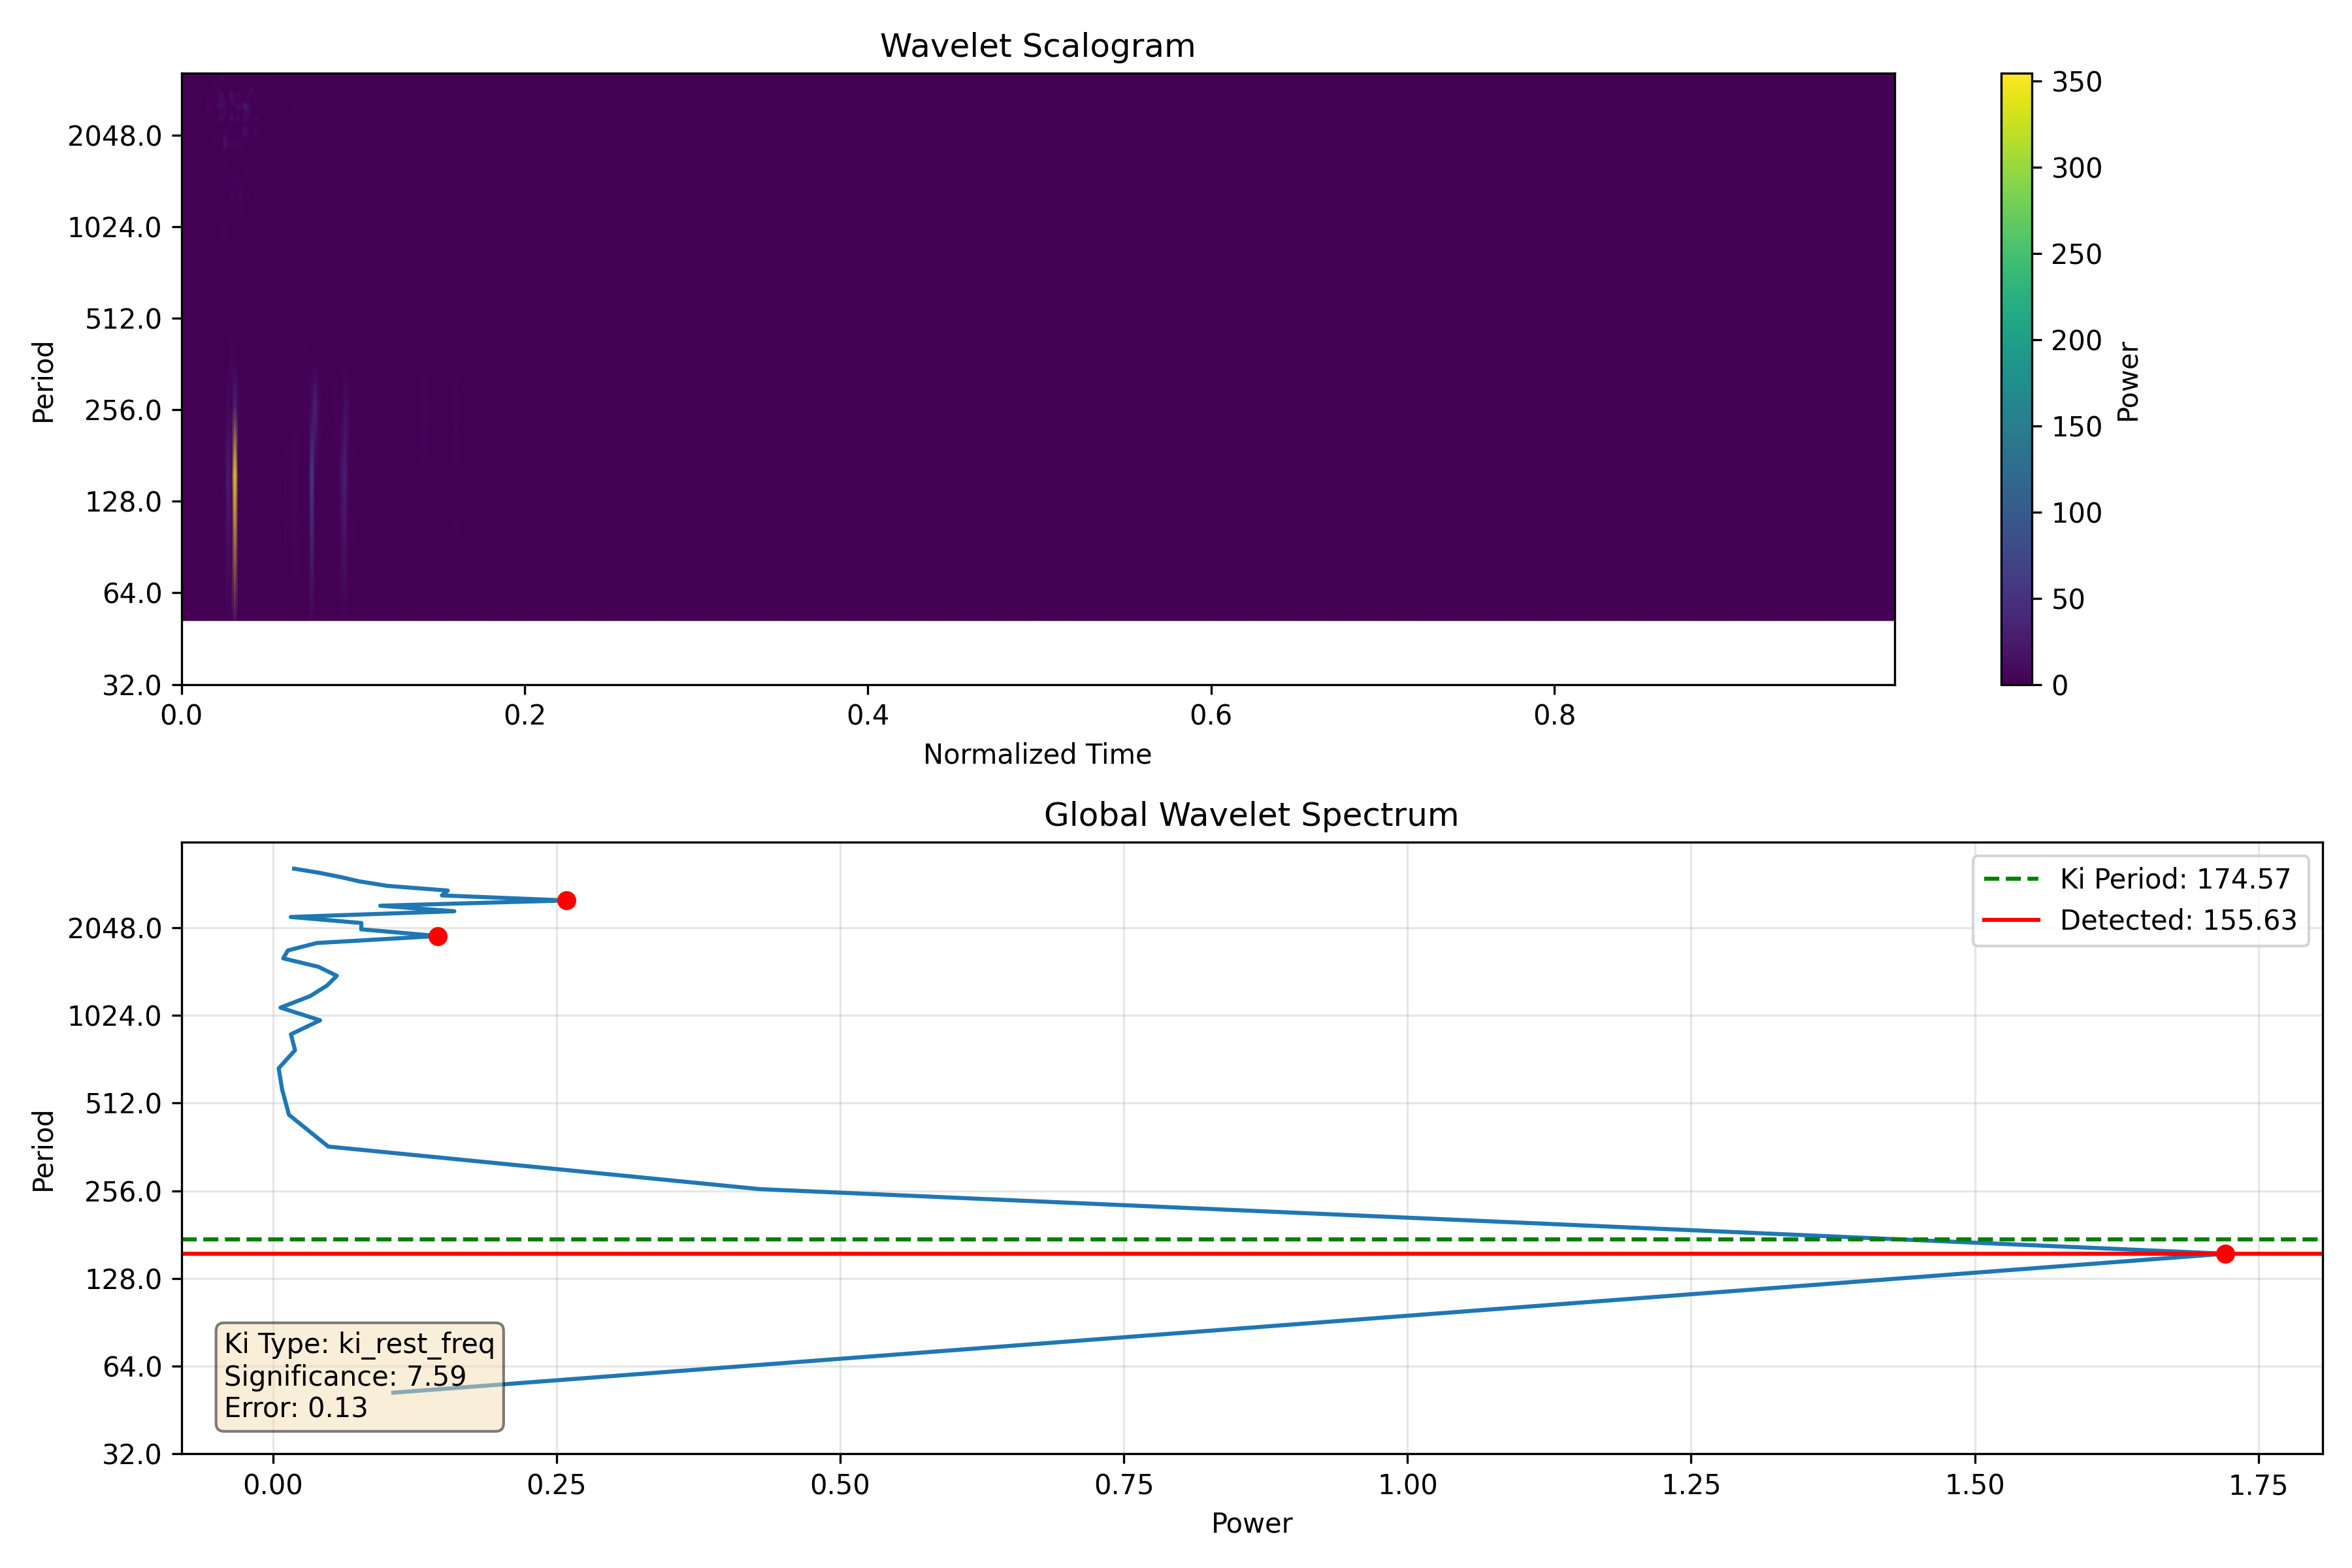 Wavelet Scalogram
Period
2048.0
1024.0
512.0
256.0
128.0
64.0
32.0
0.0
0.2
0.4
0.6
0.8
Normalized Time
350
300
250
200
150
100
50
0
Power
Global Wavelet Spectrum
Period
2048.0
1024.0
512.0
256.0
128.0
64.0
32.0
Ki Period: 174.57
Detected: 155.63
Ki Type: ki_rest_freq
Significance: 7.59
Error: 0.13
0.00
0.25
0.50
0.75
1.00
1.25
1.50
1.75
Power